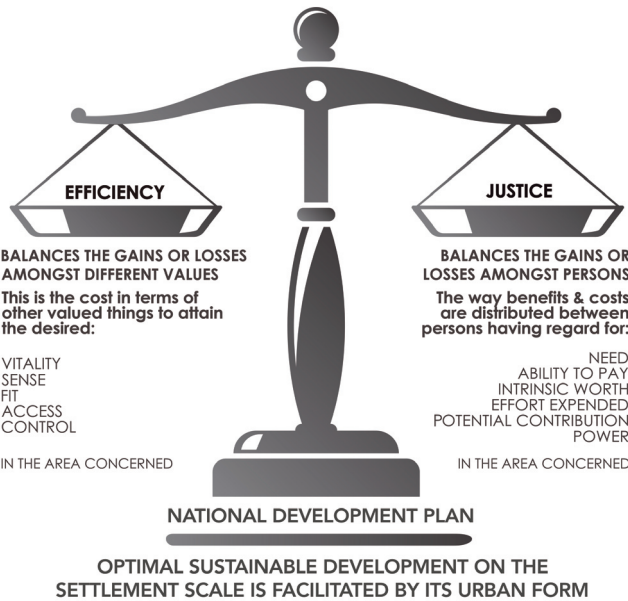 EFFICIENCY
BALANCES THE GAINS OR LOSSES
AMONGST DIFFERENT VALUES
This is the cost in terms of
other valued things to attain
the desired:
VITALITY
SENSE
FIT
ACCESS
CONTROL
IN THE AREA CONCERNED
JUSTICE
BALANCES THE GAINS OR
LOSSES AMONGST PERSONS
The way benefits & costs
are distributed between
persons having regard for:
NEED
ABILITY TO PAY
INTRINSIC WORTH
EFFORT EXPENDED
POTENTIAL CONTRIBUTION
POWER
IN THE AREA CONCERNED
NATIONAL DEVELOPMENT PLAN
OPTIMAL SUSTAINABLE DEVELOPMENT ON THE
SETTLEMENT SCALE IS FACILITATED BY ITS URBAN FORM